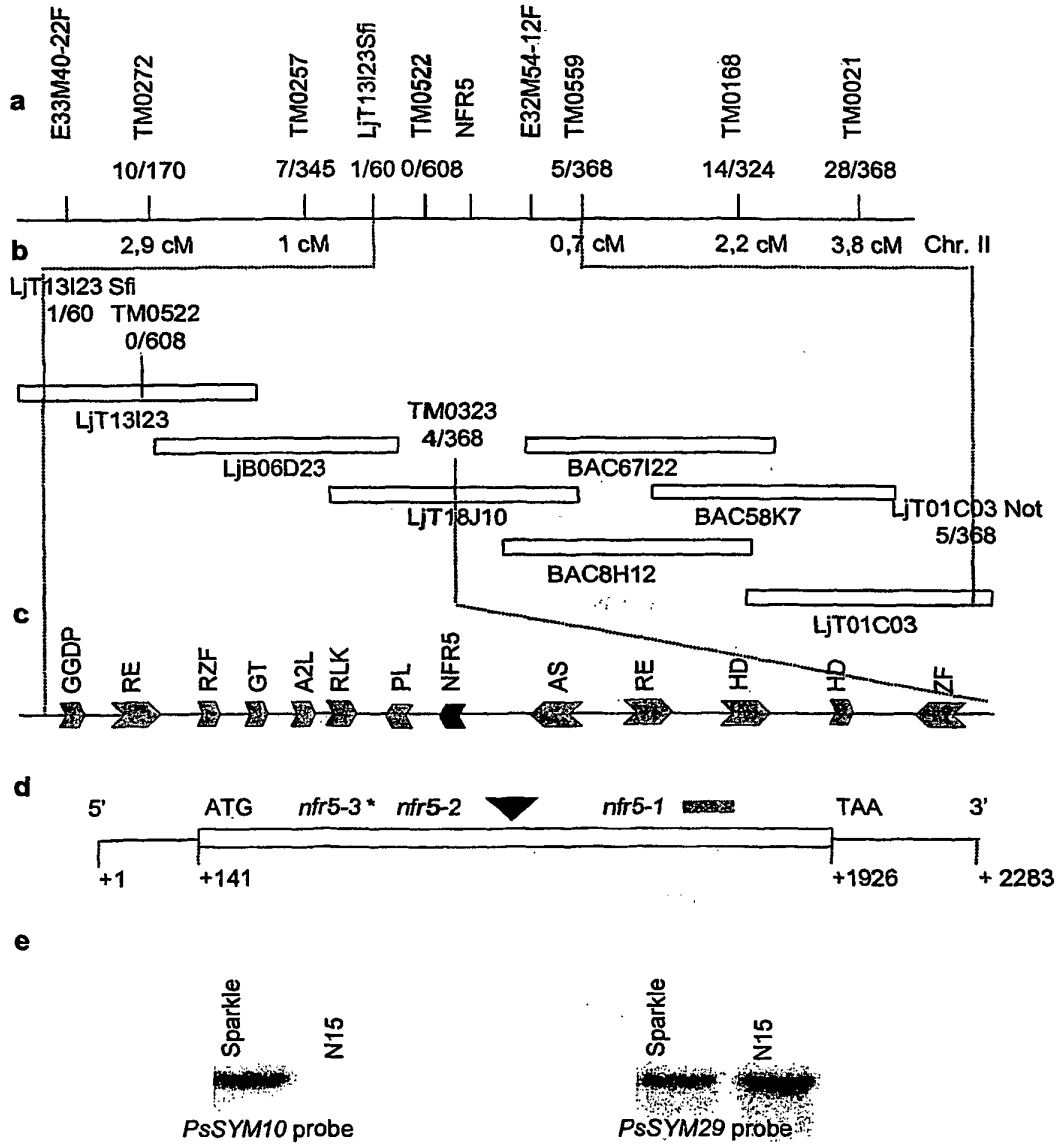 a
E33M40-22F TM0272 TM0257 LjT13I23Sfi TM0522 NFR5 E32M54-12F TM0559 TM0168 TM0021
10/170 7/345 1/60 0/608 5/368 14/324 28/368
2,9 cM 1 cM 0,7 cM 2,2 cM 3,8 cM Chr. II
b
LjT13I23 Sfi
1/60 TM0522
0/608
LjT13I23
TM0323
4/368
LjB06D23
BAC67I22
LjT18J10
BAC58K7
LjT01C03 Not
5/368
BAC8H12
LjT01C03
c
GGDP RE RZF GT A2L RLK PL NFR5 AS RE HD HD ZF
d
5' ATG nfr5-3 * nfr5-2 nfr5-1 TAA 3'
+1 +141 +1926 + 2283
e
Sparkle N15 Sparkle N15
PsSYM10 probe PsSYM29 probe